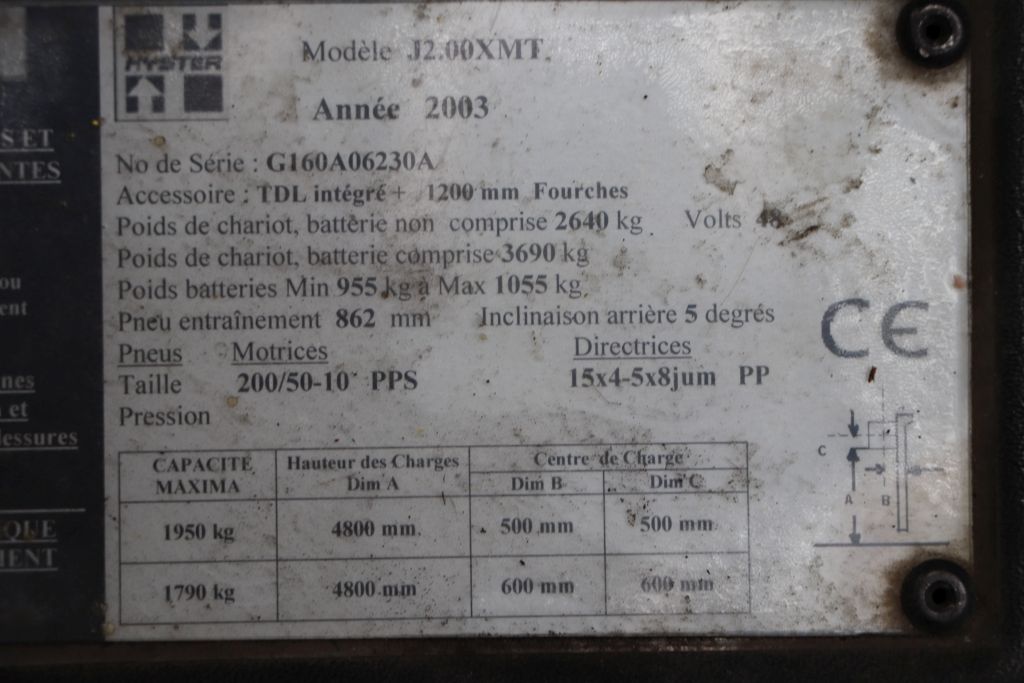 HYSTER
Modèle J2.00XMT
Année 2003
No de Série : G160A06230A
Accessoire : TDL intégré + 1200 mm Fourches
Poids de chariot, battèrie non comprise 2640 kg Volts 48
Poids de chariot, batterie comprise 3690 kg
Poids batteries Min 955 kg à Max 1055 kg
Pneu entraînement 862 mm Inclinaison arrière 5 degrés
Pneus Motrices Directrices
Taille 200/50-10 PPS 15x4-5x8jum PP
Pression
CAPACITE MAXIMA Hauteur des Charges Dim A Centre de Charge Dim B Dim C
1950 kg 4800 mm 500 mm 500 mm
1790 kg 4800 mm 600 mm 600 mm
CE
C
A B
S ET
NTES
ou
ent
nes
et
lessures
QUE
MENT